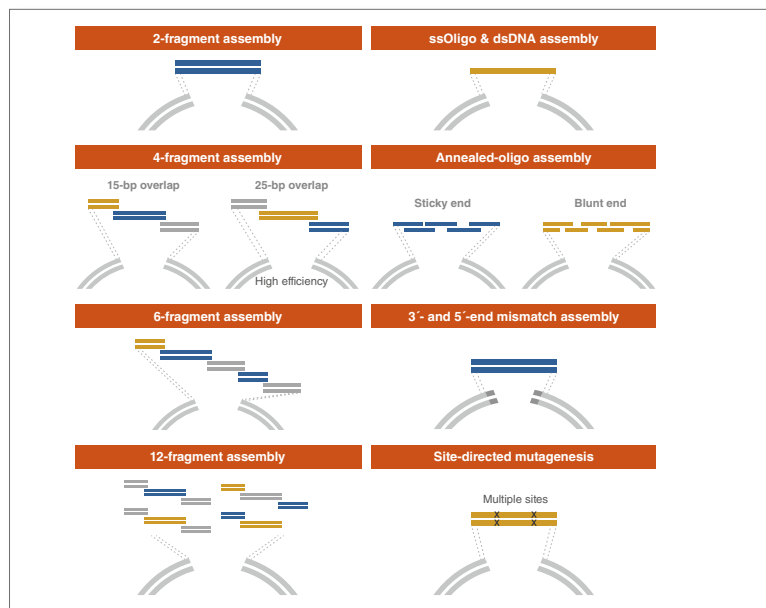 2-fragment assembly
ssOligo & dsDNA assembly
4-fragment assembly
Annealed-oligo assembly
15-bp overlap
25-bp overlap
Sticky end
Blunt end
High efficiency
6-fragment assembly
3´- and 5´-end mismatch assembly
12-fragment assembly
Site-directed mutagenesis
Multiple sites
X X
X X